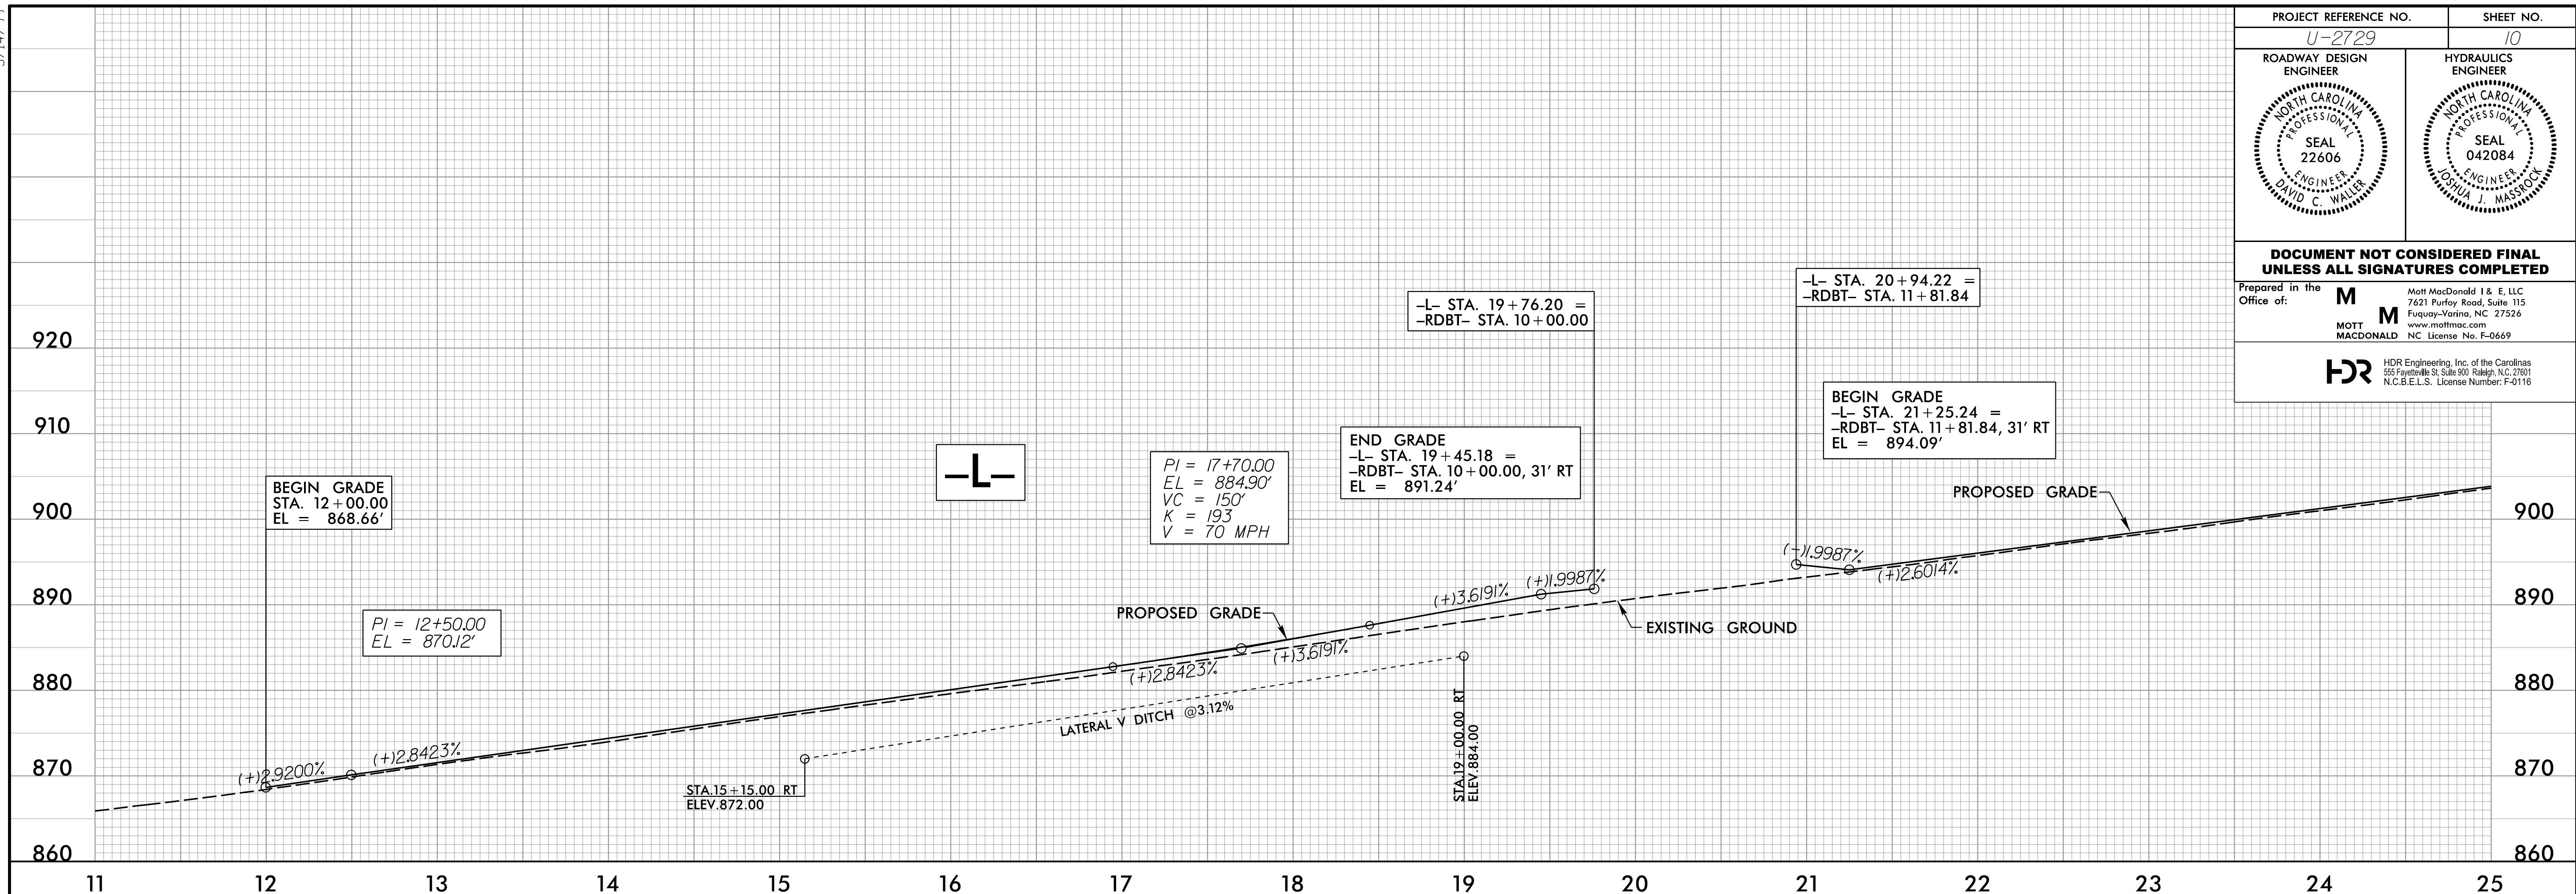 PROJECT REFERENCE NO.
SHEET NO.
U-2729
10
ROADWAY DESIGN
ENGINEER
HYDRAULICS
ENGINEER
NORTH CAROLINA
PROFESSIONAL
SEAL
22606
ENGINEER
DAVID C. WALLER
NORTH CAROLINA
PROFESSIONAL
SEAL
042084
ENGINEER
JOSHUA J. MASSROCK
DOCUMENT NOT CONSIDERED FINAL
UNLESS ALL SIGNATURES COMPLETED
Prepared in the
Office of:
M
M
MOTT
MACDONALD
Mott MacDonald I & E, LLC
7621 Purfoy Road, Suite 115
Fuquay–Varina, NC 27526
www.mottmac.com
NC License No. F–0669
HDR
HDR Engineering, Inc. of the Carolinas
555 Fayetteville St, Suite 900 Raleigh, N.C. 27601
N.C.B.E.L.S. License Number: F-0116
–L– STA. 20+94.22 =
–RDBT– STA. 11+81.84
–L– STA. 19+76.20 =
–RDBT– STA. 10+00.00
BEGIN GRADE
–L– STA. 21+25.24 =
–RDBT– STA. 11+81.84, 31' RT
EL = 894.09'
END GRADE
–L– STA. 19+45.18 =
–RDBT– STA. 10+00.00, 31' RT
EL = 891.24'
–L–
PI = 17+70.00
EL = 884.90'
VC = 150'
K = 193
V = 70 MPH
BEGIN GRADE
STA. 12+00.00
EL = 868.66'
PI = 12+50.00
EL = 870.12'
PROPOSED GRADE
(-)1.9987%
(+)2.6014%
(+)3.6191%
(+)1.9987%
PROPOSED GRADE
EXISTING GROUND
(+)3.6191%
(+)2.8423%
LATERAL V DITCH @3.12%
STA.19+00.00 RT
ELEV.884.00
(+)2.9200%
(+)2.8423%
STA.15+15.00 RT
ELEV.872.00
920
910
900
890
880
870
860
900
890
880
870
860
11 12 13 14 15 16 17 18 19 20 21 22 23 24 25